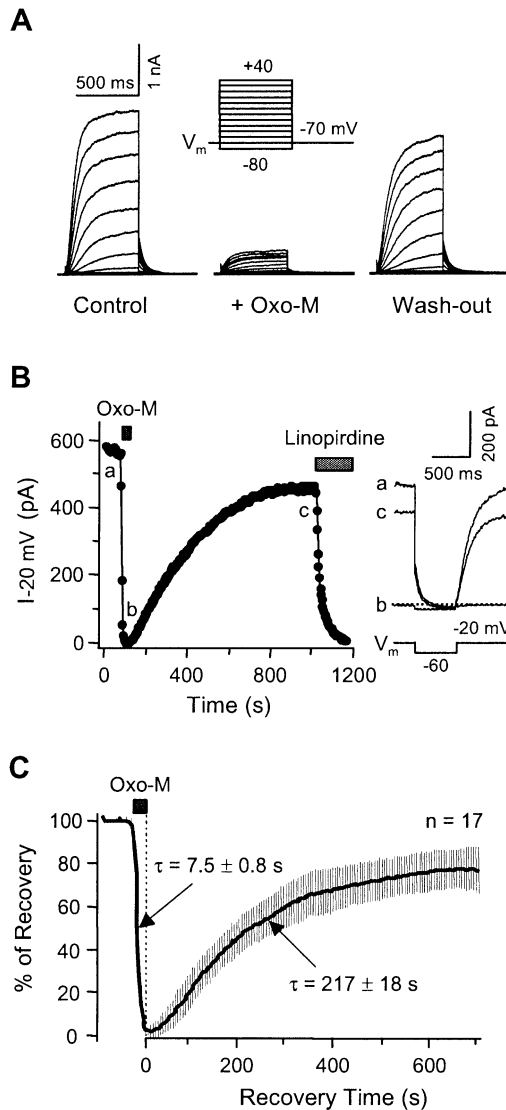 A
500 ms
1 nA
+40
-70 mV
Vm
-80
Control
+ Oxo-M
Wash-out
B
Oxo-M
Linopirdine
600
400
200
0
I-20 mV (pA)
a
b
c
0
400
800
1200
Time (s)
200 pA
500 ms
a
c
b
-20 mV
Vm
-60
C
Oxo-M
n = 17
100
80
60
40
20
0
% of Recovery
τ = 7.5 ± 0.8 s
τ = 217 ± 18 s
0
200
400
600
Recovery Time (s)